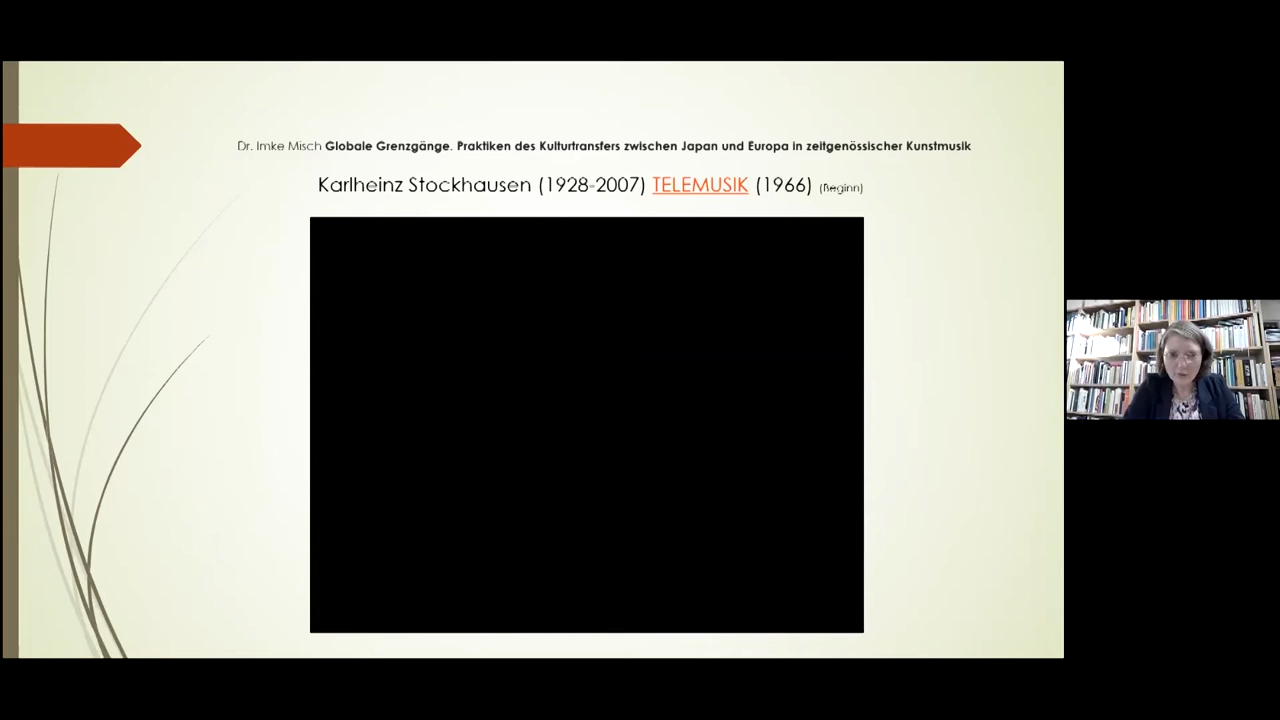 Dr. Imke Misch Globale Grenzgänge. Praktiken des Kulturtransfers zwischen Japan und Europa in zeitgenössischer Kunstmusik
Karlheinz Stockhausen (1928-2007) TELEMUSIK (1966) (Beginn)